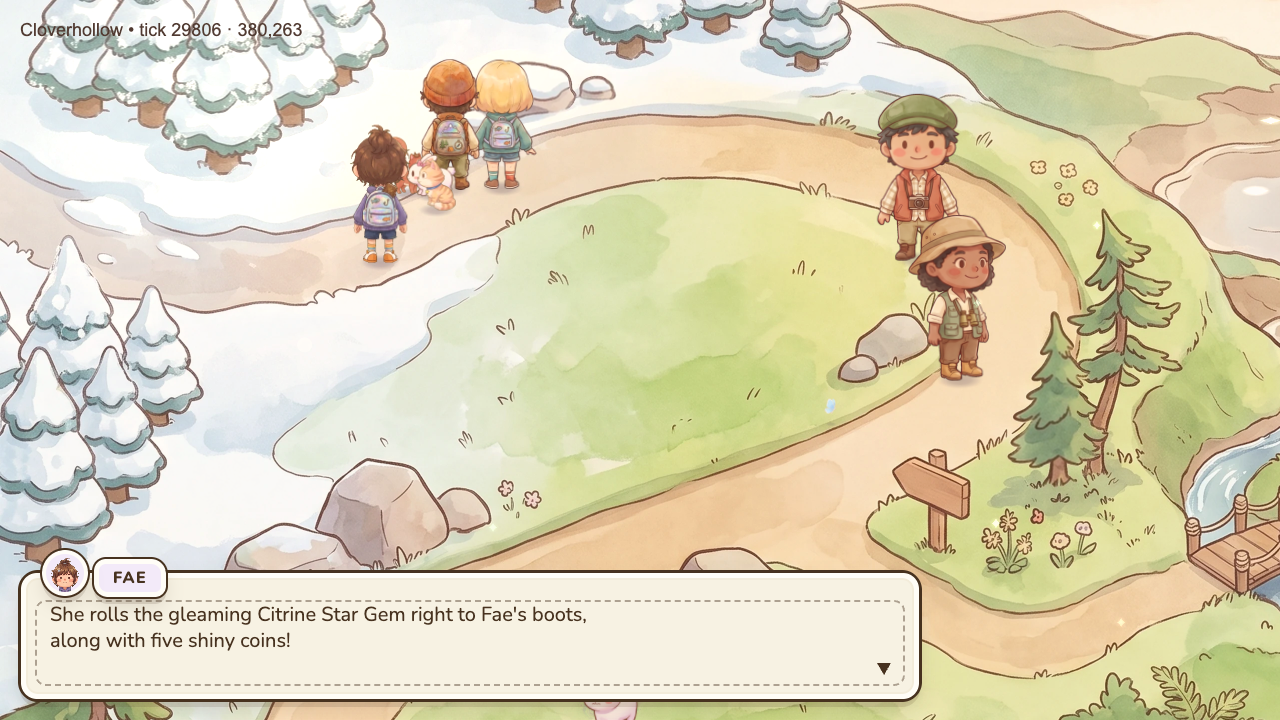 Cloverhollow • tick 29806 · 380,263
FAE
She rolls the gleaming Citrine Star Gem right to Fae's boots,
along with five shiny coins!